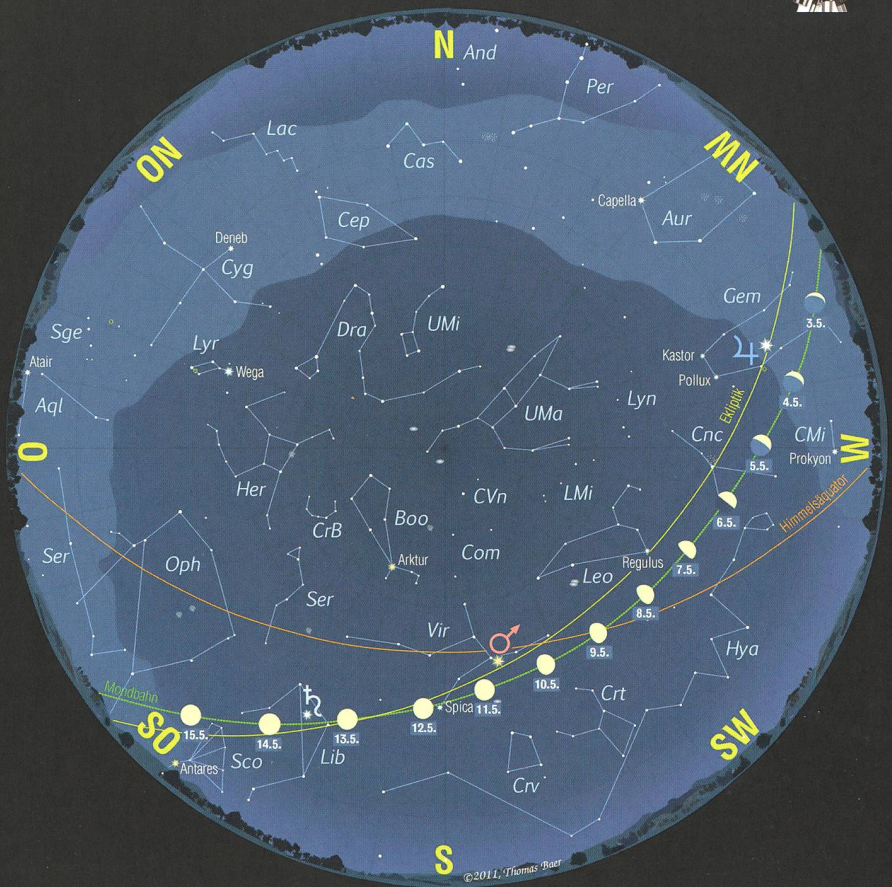 N
And
Per
Lac
Cas
NO
NW
Capella
Aur
Cep
Deneb
Cyg
Gem
3.5.
Sge
Dra
UMi
Lyr
Atair
Wega
Kastor
Pollux
♃
4.5.
Aql
Lyn
Ekliptik
UMa
Cnc
CMi
Prokyon
O
W
5.5.
Her
CVn
LMi
6.5.
Himmelsäquator
CrB
Boo
Ser
Oph
Arktur
Com
Regulus
7.5.
Leo
Ser
8.5.
Vir
♂
9.5.
Hya
10.5.
Mondbahn
♄
Spica
11.5.
Crt
SO
15.5.
14.5.
13.5.
12.5.
SW
Antares
Sco
Lib
Crv
S
©2011, Thomas Baer